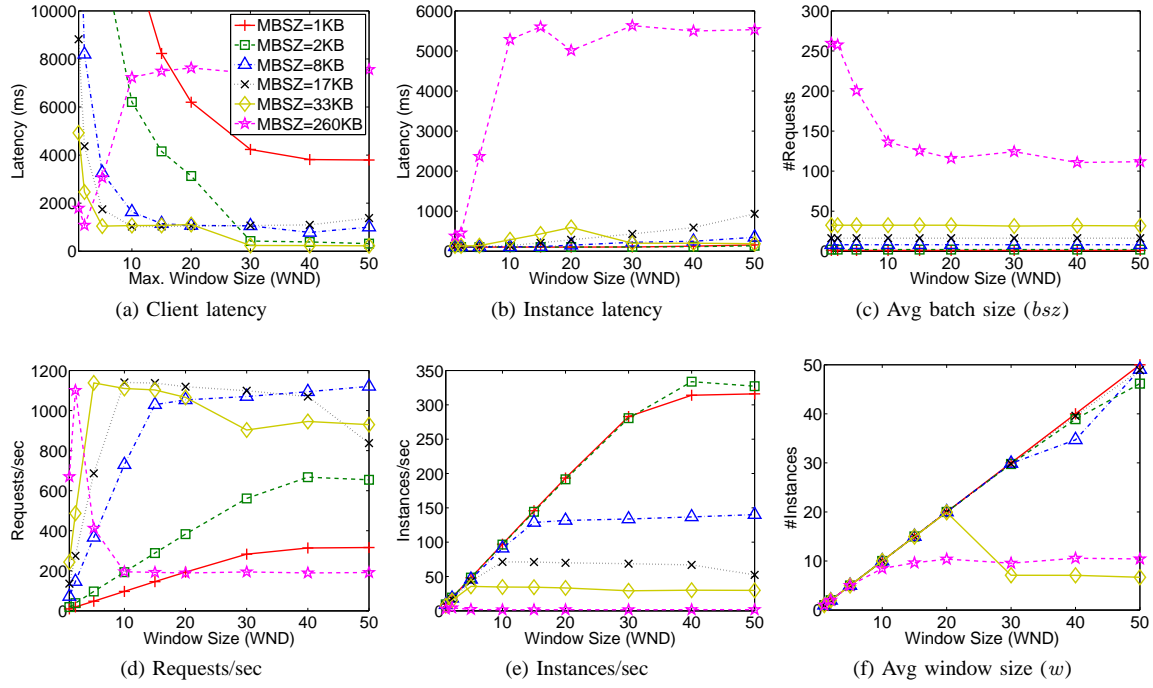 10000
8000
6000
4000
2000
0
Latency (ms)
10 20 30 40 50
Max. Window Size (WND)
MBSZ=1KB
MBSZ=2KB
MBSZ=8KB
MBSZ=17KB
MBSZ=33KB
MBSZ=260KB
(a) Client latency
6000
5000
4000
3000
2000
1000
0
Latency (ms)
10 20 30 40 50
Window Size (WND)
(b) Instance latency
300
250
200
150
100
50
0
#Requests
10 20 30 40 50
Window Size (WND)
(c) Avg batch size (bsz)
1200
1000
800
600
400
200
0
Requests/sec
0 10 20 30 40 50
Window Size (WND)
(d) Requests/sec
350
300
250
200
150
100
50
0
Instances/sec
0 10 20 30 40 50
Window Size (WND)
(e) Instances/sec
50
40
30
20
10
0
#Instances
10 20 30 40 50
Window Size (WND)
(f) Avg window size (w)